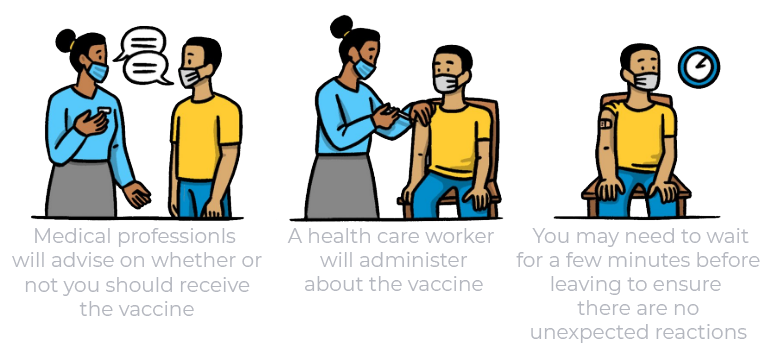 Medical professionls
will advise on whether or
not you should receive
the vaccine
A health care worker
will administer
about the vaccine
You may need to wait
for a few minutes before
leaving to ensure
there are no
unexpected reactions